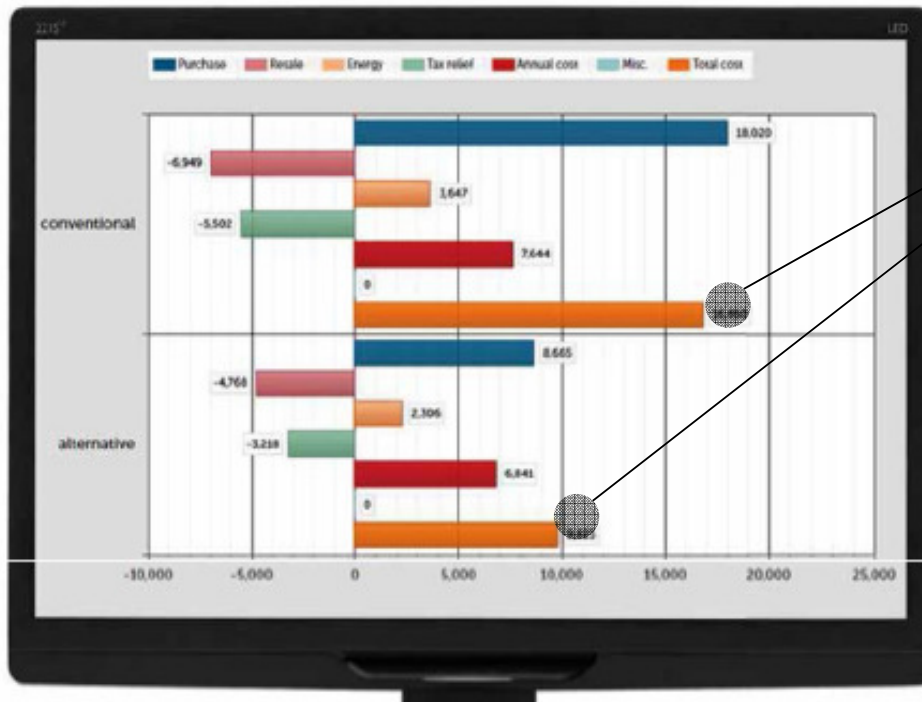 LED
Purchase Resale Energy Tax relief Annual cost Misc. Total cost
18,020
-6,949
3,647
conventional
-5,502
7,644
0
8,665
-4,768
2,306
alternative
-3,218
6,841
0
-10,000 -5,000 0 5,000 10,000 15,000 20,000 25,000